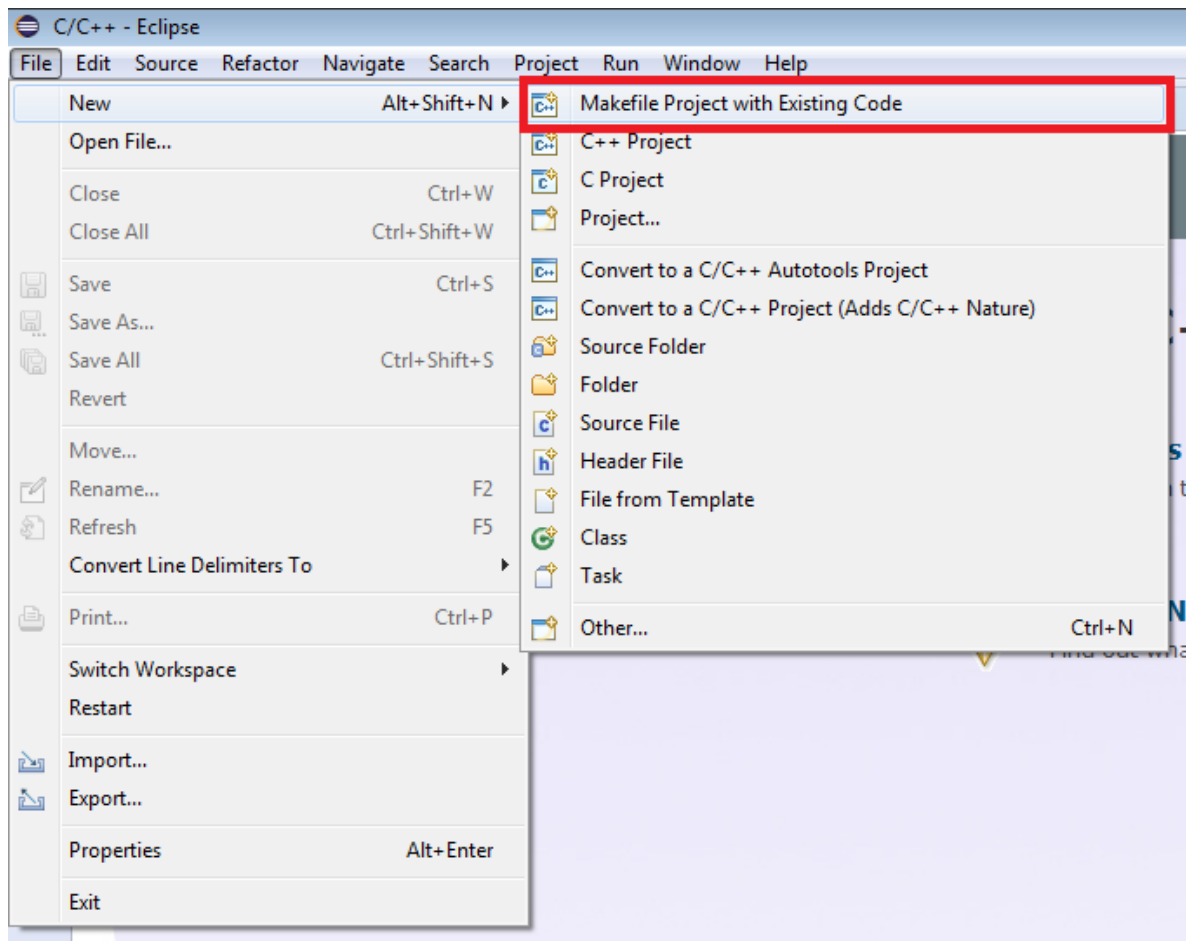 C/C++ - Eclipse
File Edit Source Refactor Navigate Search Project Run Window Help
New Alt+Shift+N
Open File...
Close Ctrl+W
Close All Ctrl+Shift+W
Save Ctrl+S
Save As...
Save All Ctrl+Shift+S
Revert
Move...
Rename... F2
Refresh F5
Convert Line Delimiters To
Print... Ctrl+P
Switch Workspace
Restart
Import...
Export...
Properties Alt+Enter
Exit
Makefile Project with Existing Code
C++ Project
C Project
Project...
Convert to a C/C++ Autotools Project
Convert to a C/C++ Project (Adds C/C++ Nature)
Source Folder
Folder
Source File
Header File
File from Template
Class
Task
Other... Ctrl+N